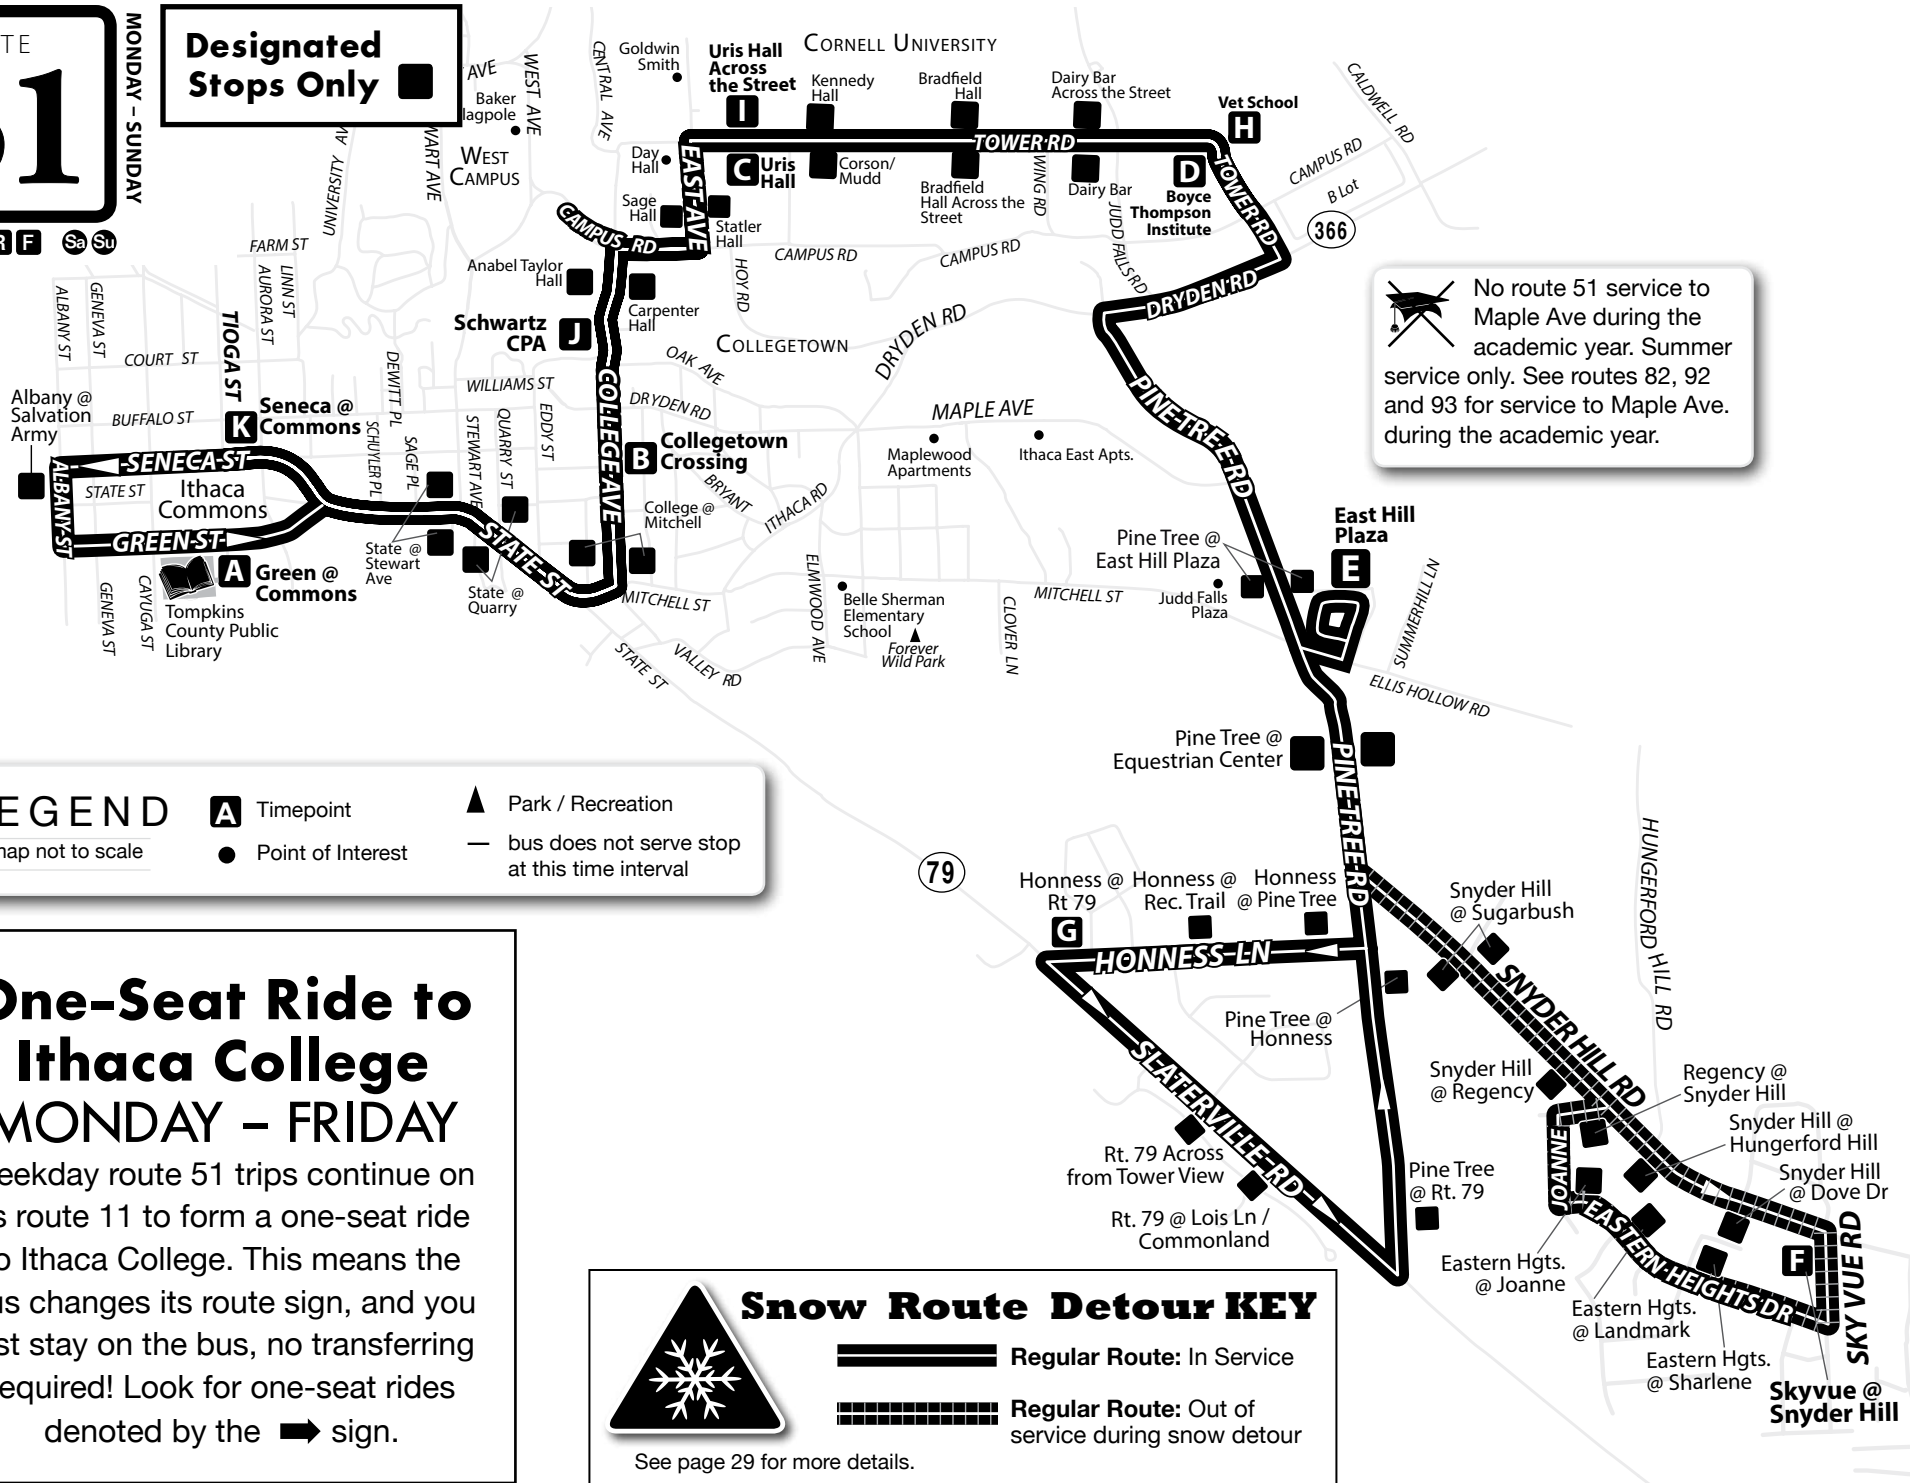 TE
51
MONDAY – SUNDAY
F
Sa Su
Designated
Stops Only
AVE
Baker
WEST AVE
CENTRAL AVE
UNIVERSITY AV
WEST
CAMPUS
Goldwin
Smith
Uris Hall
Across
the Street
I
CORNELL UNIVERSITY
Kennedy
Hall
Bradfield
Hall
Dairy Bar
Across the Street
Vet School
H
CALDWELL RD
CAMPUS RD
B Lot
366
TOWER RD
TOWER RD
Day
Hall
EAST AVE
C
Uris
Hall
Corson/
Mudd
Bradfield
Hall Across the
Street
WING RD
Dairy Bar
JUDD FALLS RD
D
Boyce
Thompson
Institute
Sage
Hall
Statler
Hall
CAMPUS RD
CAMPUS RD
CAMPUS RD
HOY RD
DRYDEN RD
Anabel Taylor
Hall
Carpenter
Hall
Schwartz
CPA
J
COLLEGETOWN
DRYDEN RD
OAK AVE
FARM ST
LINN ST
AURORA ST
ALBANY ST
GENEVA ST
COURT ST
TIOGA ST
DEWITT PL
WILLIAMS ST
COLLEGE AVE
DRYDEN RD
PINE TREE RD
No route 51 service to
Maple Ave during the
academic year. Summer
service only. See routes 82, 92
and 93 for service to Maple Ave.
during the academic year.
Albany @
Salvation
Army
BUFFALO ST
K
Seneca @
Commons
SCHUYLER PL
SAGE PL
STEWART AVE
QUARRY ST
EDDY ST
B
Collegetown
Crossing
MAPLE AVE
Maplewood
Apartments
Ithaca East Apts.
BRYANT
ITHACA RD
SENECA ST
STATE ST
Ithaca
Commons
ALBANY ST
GREEN ST
State @
Stewart
Ave
STATE ST
State @
Quarry
College @
Mitchell
MITCHELL ST
A
Green @
Commons
Tompkins
County Public
Library
GENEVA ST
CAYUGA ST
STATE ST
VALLEY RD
ELMWOOD AVE
Belle Sherman
Elementary
School
Forever
Wild Park
CLOVER LN
MITCHELL ST
Pine Tree @
East Hill Plaza
Judd Falls
Plaza
East Hill
Plaza
E
SUMMERHILL LN
ELLIS HOLLOW RD
Pine Tree @
Equestrian Center
PINE TREE RD
EGEND
map not to scale
A Timepoint
Point of Interest
Park / Recreation
— bus does not serve stop
at this time interval
79
Honness @
Rt 79
G
Honness @
Rec. Trail
Honness
@ Pine Tree
HONNESS LN
Pine Tree @
Honness
SLATERVILLE RD
Rt. 79 Across
from Tower View
Rt. 79 @ Lois Ln /
Commonland
Pine Tree
@ Rt. 79
Snyder Hill
@ Sugarbush
SNYDER HILL RD
HUNGERFORD HILL RD
Snyder Hill
@ Regency
Regency @
Snyder Hill
Snyder Hill @
Hungerford Hill
Snyder Hill
@ Dove Dr
JOANNE
EASTERN HEIGHTS DR
F
SKY VUE RD
Eastern Hgts.
@ Joanne
Eastern Hgts.
@ Landmark
Eastern Hgts.
@ Sharlene
Skyvue @
Snyder Hill
One-Seat Ride to
Ithaca College
MONDAY – FRIDAY
eekday route 51 trips continue on
s route 11 to form a one-seat ride
o Ithaca College. This means the
us changes its route sign, and you
st stay on the bus, no transferring
equired! Look for one-seat rides
denoted by the sign.
Snow Route Detour KEY
Regular Route: In Service
Regular Route: Out of
service during snow detour
See page 29 for more details.